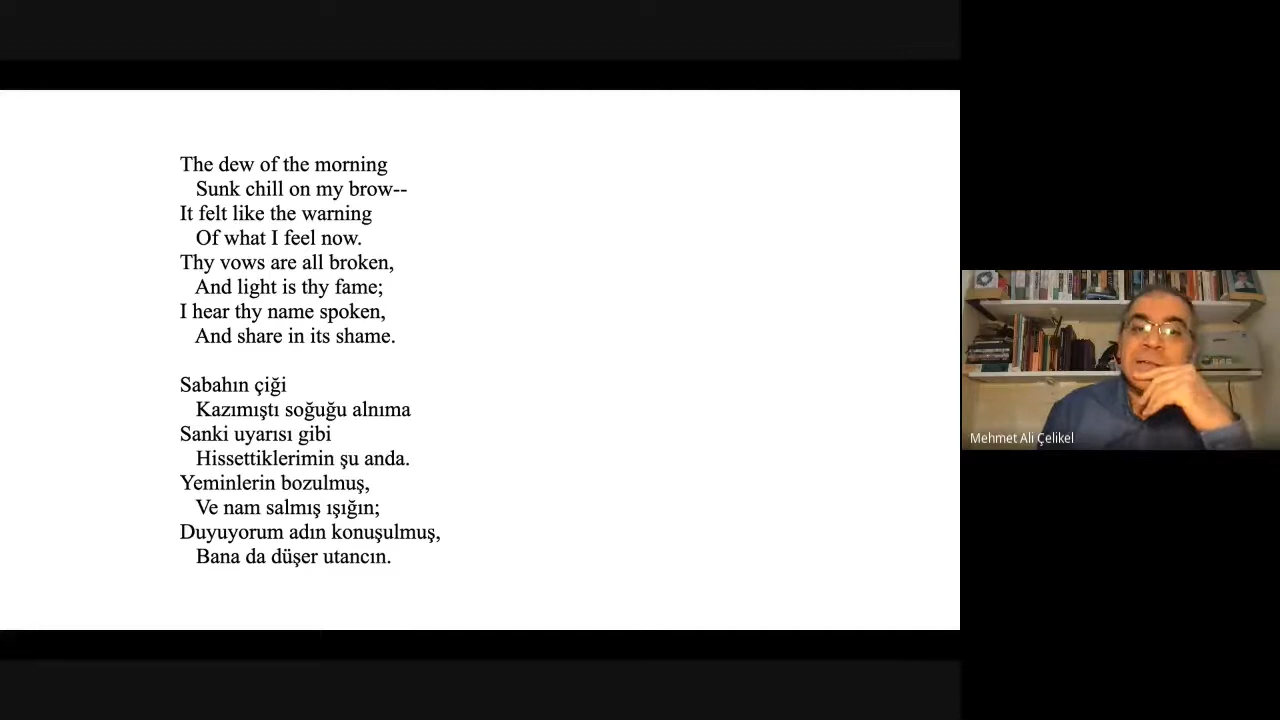 The dew of the morning
Sunk chill on my brow--
It felt like the warning
Of what I feel now.
Thy vows are all broken,
And light is thy fame;
I hear thy name spoken,
And share in its shame.
Sabahın çiği
Kazımıştı soğuğu alnıma
Sanki uyarısı gibi
Hissettiklerimin şu anda.
Yeminlerin bozulmuş,
Ve nam salmış ışığın;
Duyuyorum adın konuşulmuş,
Bana da düşer utancın.
Mehmet Ali Çelikel